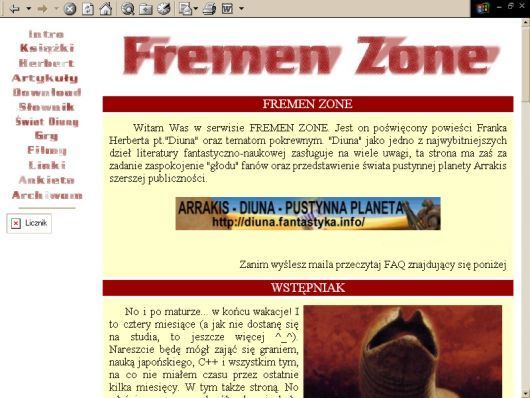 Fremen Zone
Intro
Książki
Herbert
Artykuły
Download
Słownik
Świat Diuny
Gry
Filmy
Linki
Ankieta
Archiwum
Licznik
FREMEN ZONE
Witam Was w serwisie FREMEN ZONE. Jest on poświęcony powieści Franka
Herberta pt."Diuna" oraz tematom pokrewnym. "Diuna" jako jedno z najwybitniejszych
dzieł literatury fantastyczno-naukowej zasługuje na wiele uwagi, ta strona ma zaś za
zadanie zaspokojenie "głodu" fanów oraz przedstawienie świata pustynnej planety Arrakis
szerszej publiczności.
ARRAKIS - DIUNA - PUSTYNNA PLANETA
http://diuna.fantastyka.info/
Zanim wyślesz maila przeczytaj FAQ znajdujący się poniżej
WSTĘPNIAK
No i po maturze... w końcu wakacje! I
to cztery miesiące (a jak nie dostanę się
na studia, to jeszcze więcej ^_^).
Nareszcie będę mógł zająć się graniem,
nauką japońskiego, C++ i wszystkim tym,
na co nie miałem czasu przez ostatnie
kilka miesięcy. W tym także stroną. No